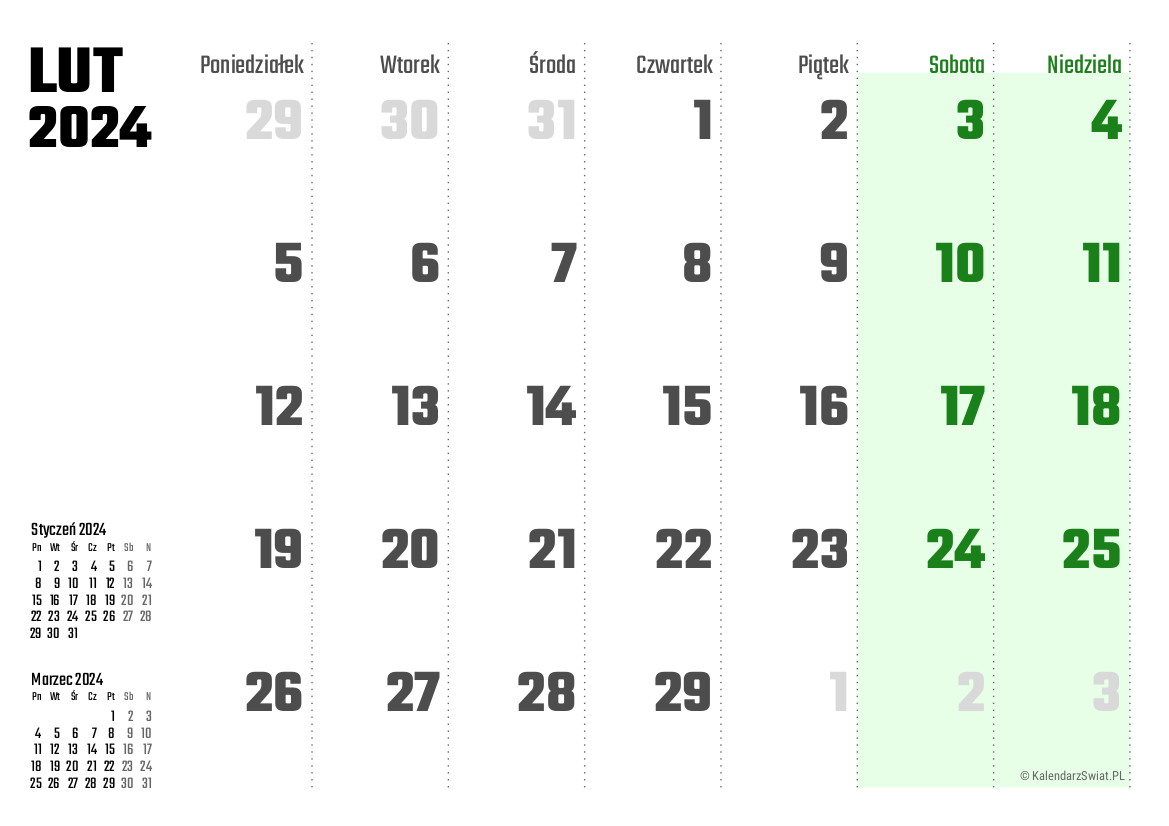 LUT
2024
Poniedziałek Wtorek Środa Czwartek Piątek Sobota Niedziela
29 30 31 1 2 3 4
5 6 7 8 9 10 11
12 13 14 15 16 17 18
19 20 21 22 23 24 25
26 27 28 29 1 2 3
Styczeń 2024
Pn Wt Śr Cz Pt Sb N
1 2 3 4 5 6 7
8 9 10 11 12 13 14
15 16 17 18 19 20 21
22 23 24 25 26 27 28
29 30 31
Marzec 2024
Pn Wt Śr Cz Pt Sb N
1 2 3
4 5 6 7 8 9 10
11 12 13 14 15 16 17
18 19 20 21 22 23 24
25 26 27 28 29 30 31
© KalendarzSwiat.PL